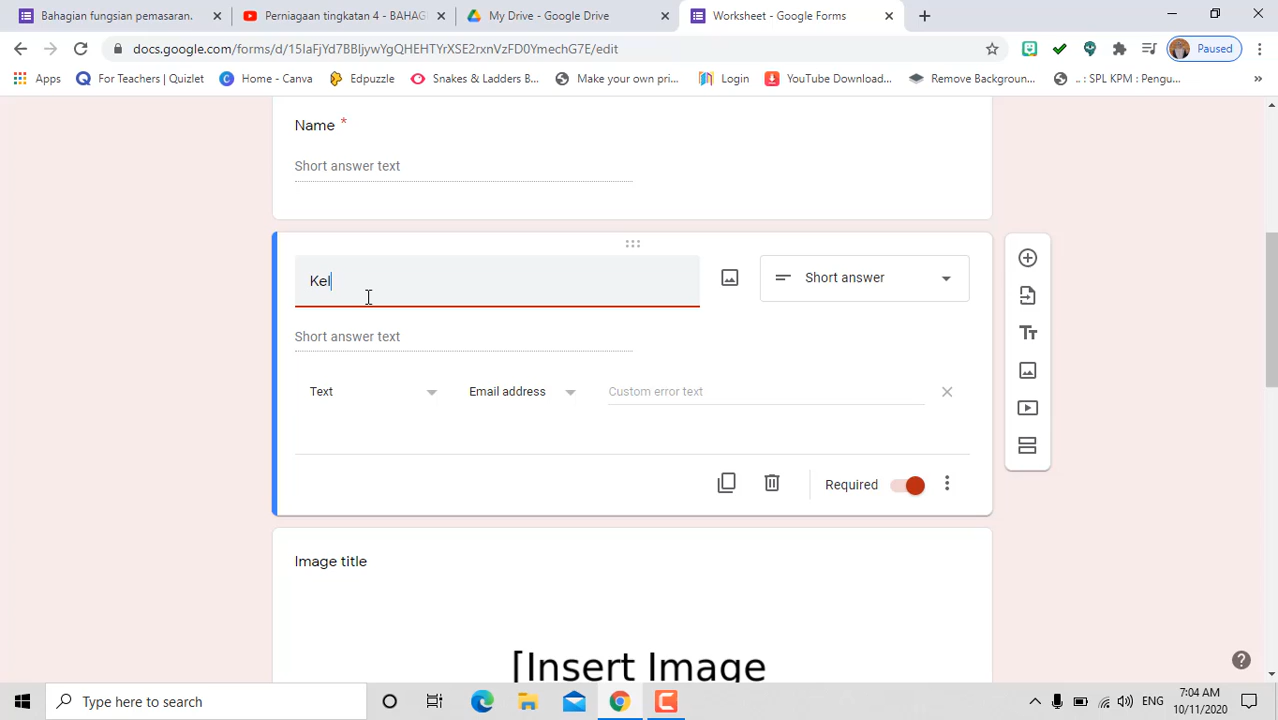 Bahagian fungsian pemasaran.
Perniagaan tingkatan 4 - BAHAG
My Drive - Google Drive
Worksheet - Google Forms
docs.google.com/forms/d/15IaFjYd7BBljywYgQHEHTYrXSE2rxnVzFD0YmechG7E/edit
Paused
Apps
For Teachers | Quizlet
Home - Canva
Edpuzzle
Snakes & Ladders B...
Make your own pri...
Login
YouTube Download...
Remove Backgroun...
.: SPL KPM : Pengu...
»
Name *
Short answer text
Kel
Short answer
Short answer text
Text
Email address
Custom error text
Required
Image title
[Insert Image
Type here to search
ENG
7:04 AM
10/11/2020